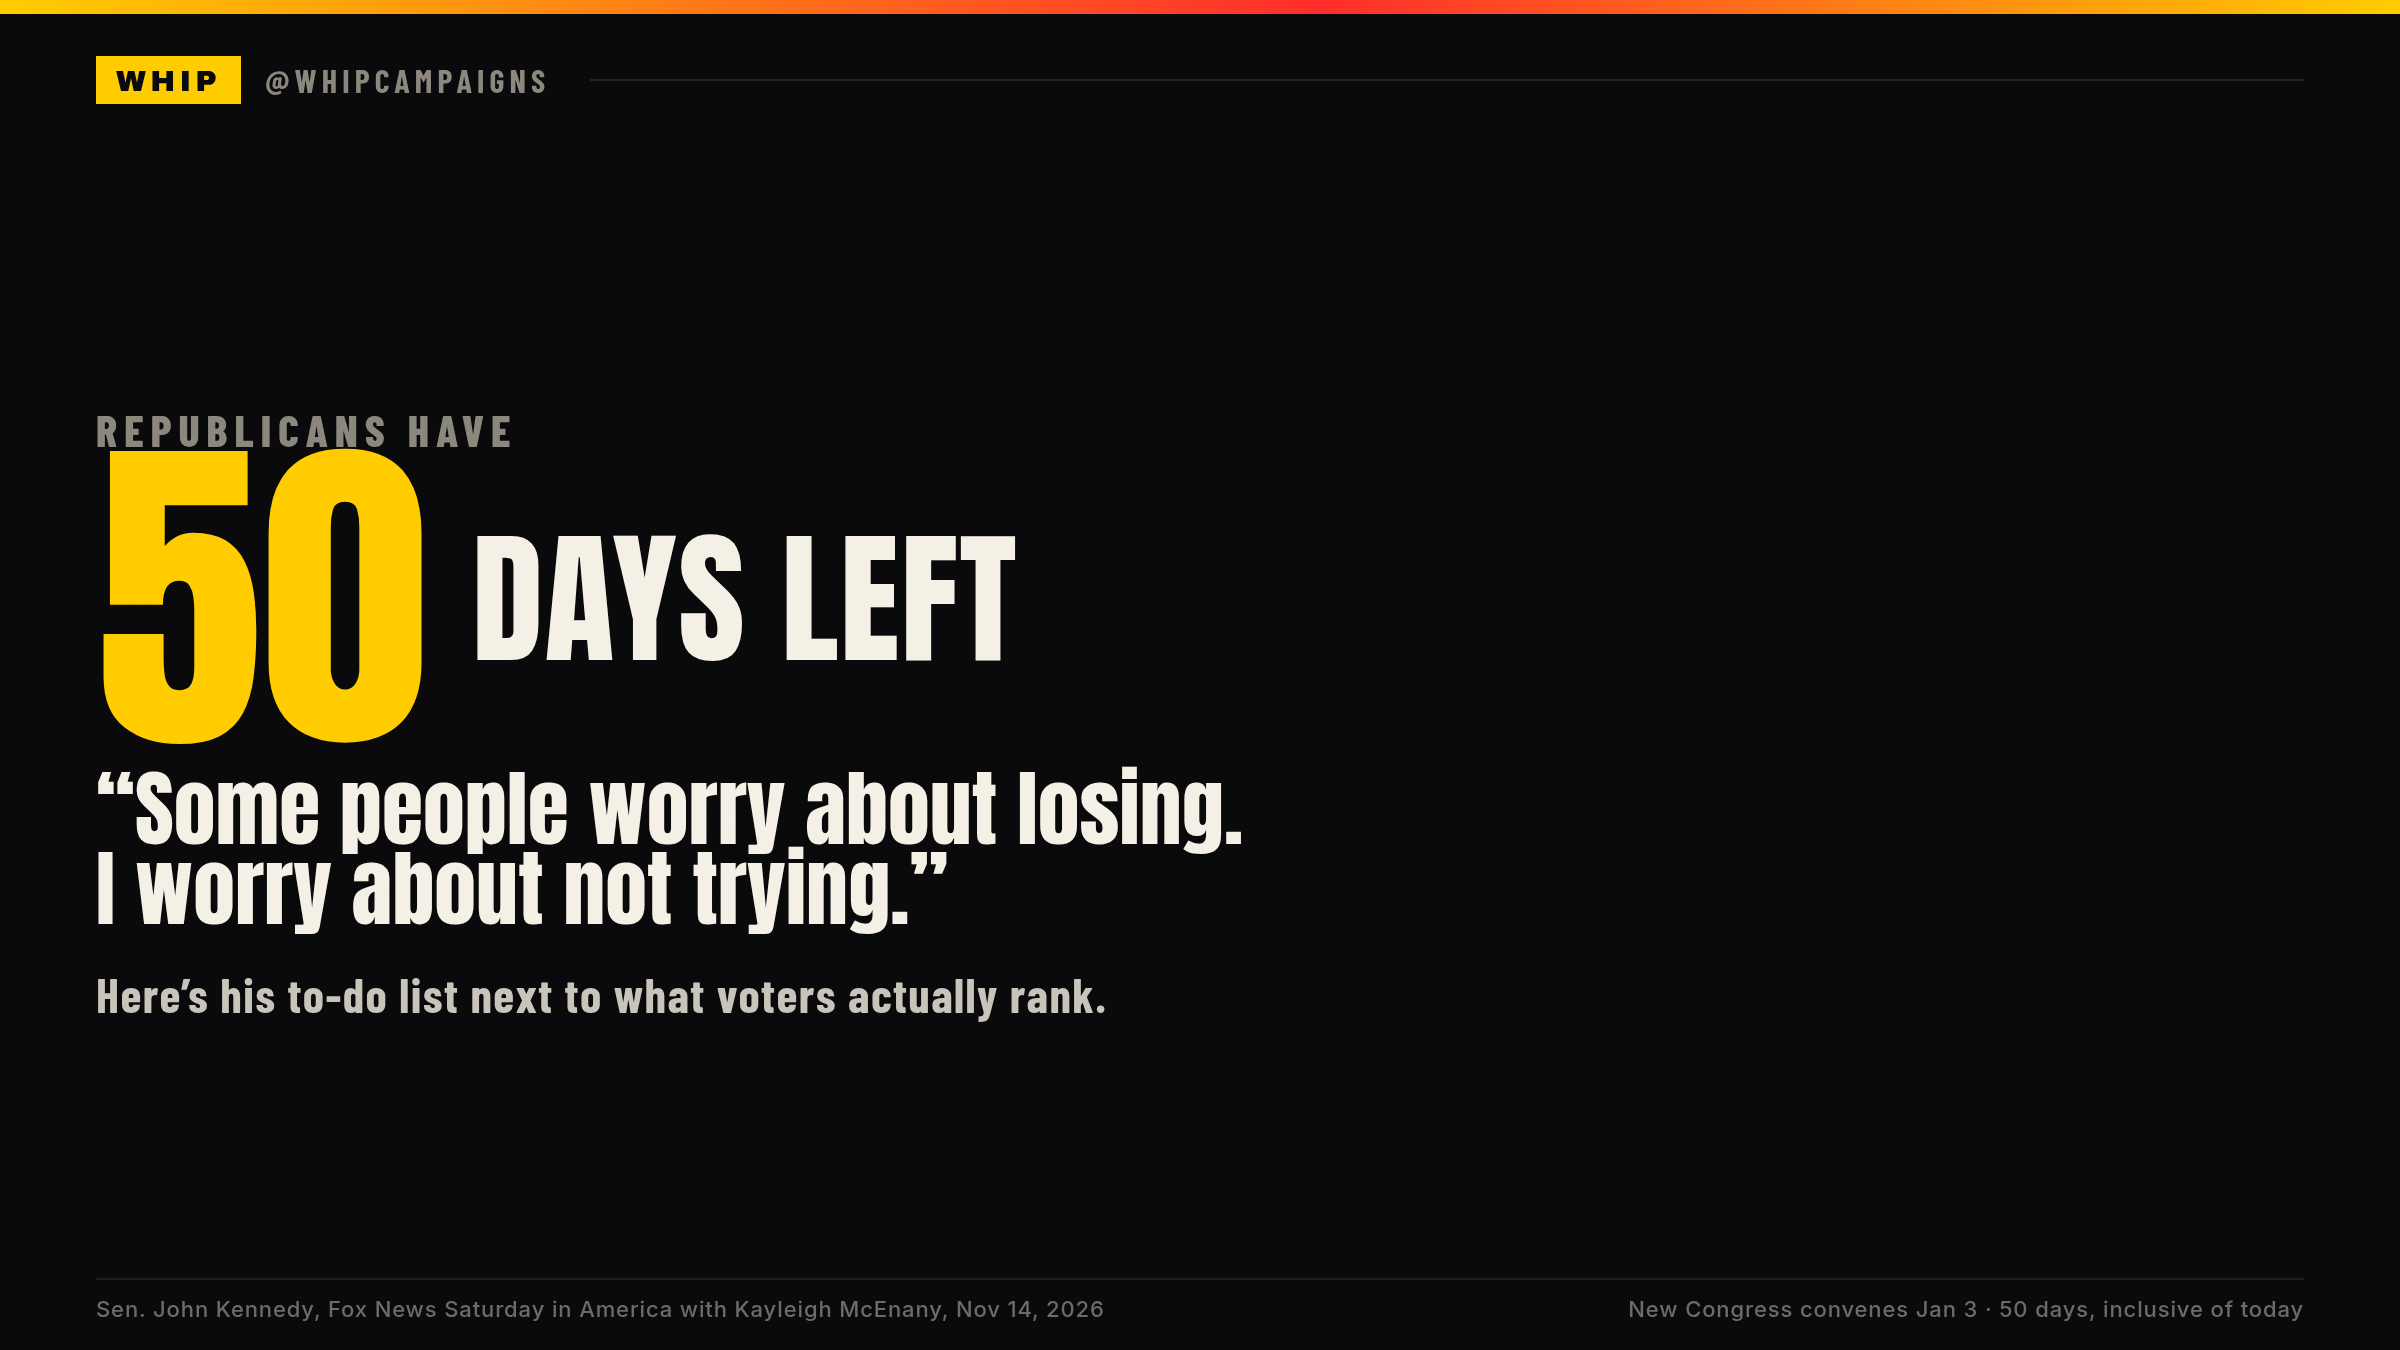 WHIP @WHIPCAMPAIGNS
REPUBLICANS HAVE
50 DAYS LEFT
“Some people worry about losing.
I worry about not trying.”
Here’s his to-do list next to what voters actually rank.
Sen. John Kennedy, Fox News Saturday in America with Kayleigh McEnany, Nov 14, 2026
New Congress convenes Jan 3 · 50 days, inclusive of today